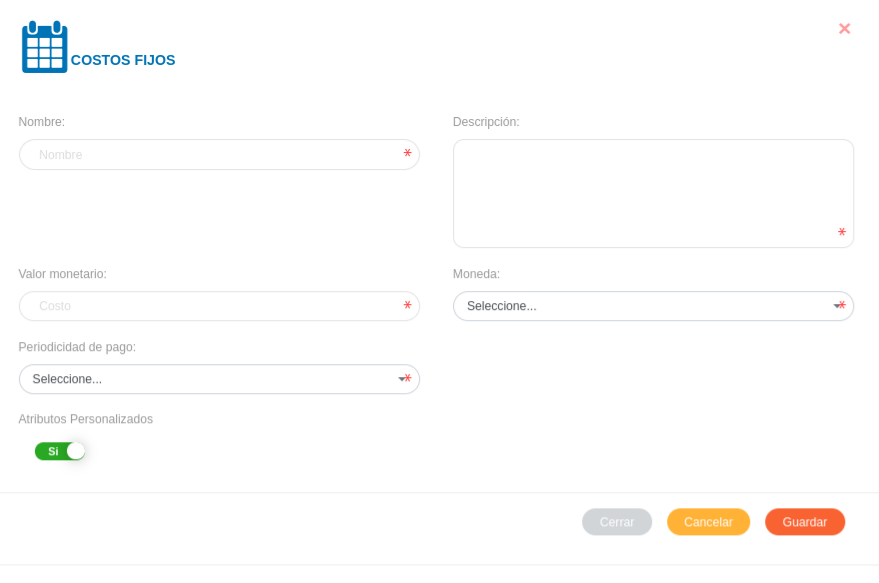 COSTOS FIJOS
×
Nombre:
Descripción:
Nombre *
*
Valor monetario:
Moneda:
Costo *
Seleccione... *
Periodicidad de pago:
Seleccione... *
Atributos Personalizados
Si
Cerrar
Cancelar
Guardar